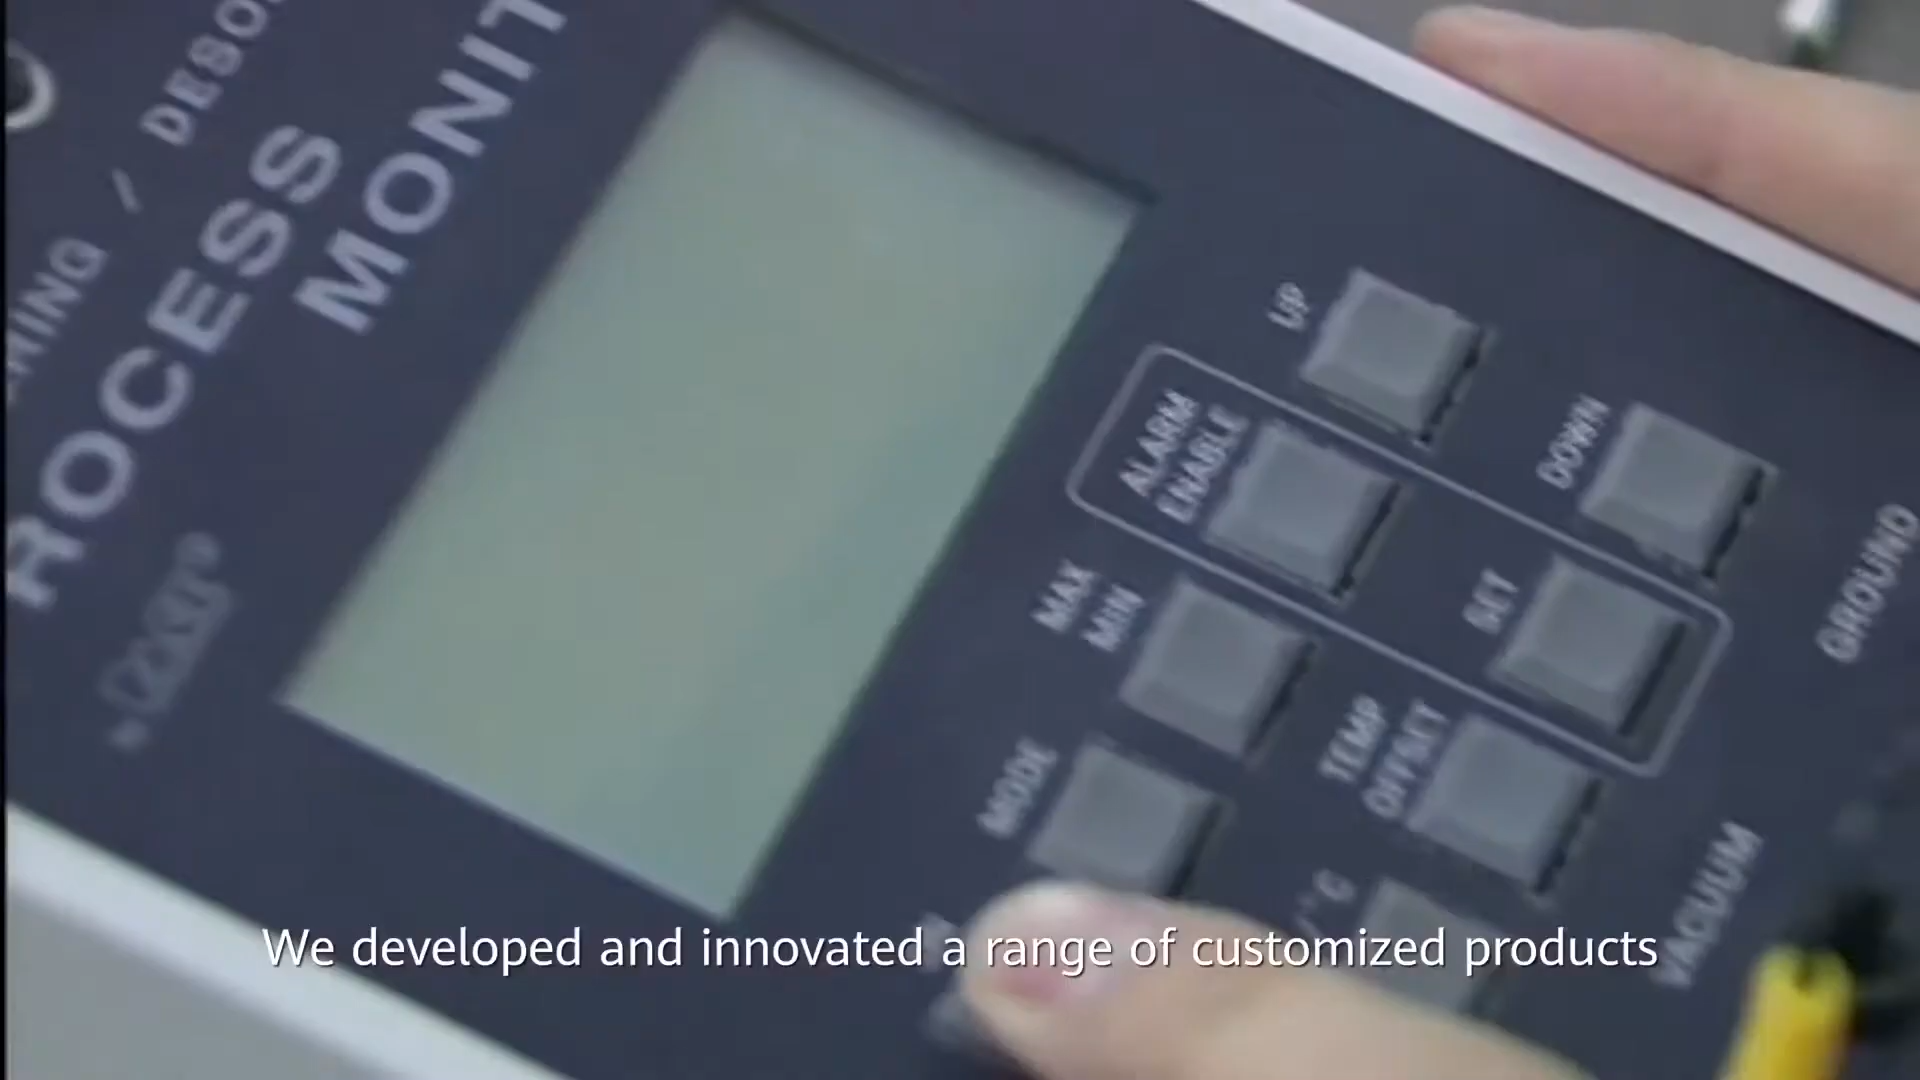 MING / DESO
ROCESS
MONIT
UP
DOWN
ALARM
ENABLE
SET
MAX
MIN
TEMP
OFFSET
MODE
/°C
GROUND
VACUUM
We developed and innovated a range of customized products